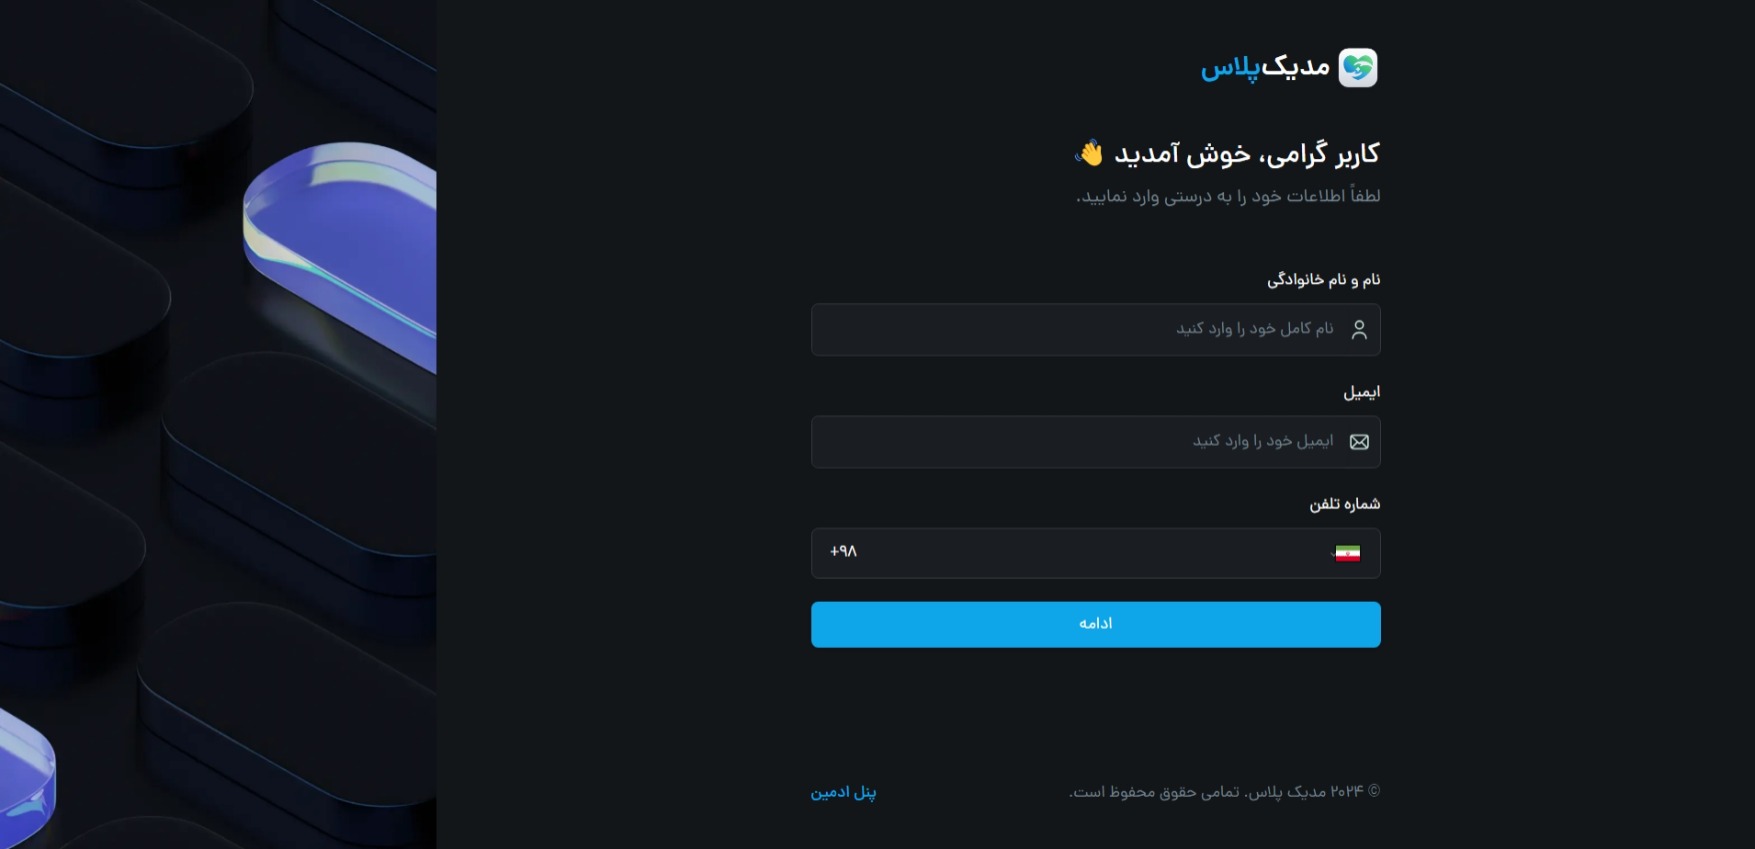 مدیک‌پلاس
کاربر گرامی، خوش آمدید 👋
لطفاً اطلاعات خود را به درستی وارد نمایید.
نام و نام خانوادگی
نام کامل خود را وارد کنید
ایمیل
ایمیل خود را وارد کنید
شماره تلفن
+۹۸
ادامه
© ۲۰۲۴ مدیک پلاس. تمامی حقوق محفوظ است.
پنل ادمین